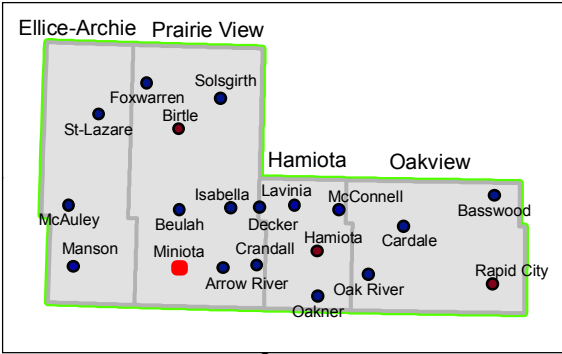 Ellice-Archie
Prairie View
Solsgirth
Foxwarren
Birtle
St-Lazare
Hamiota
Oakview
Isabella
Lavinia
McConnell
Basswood
McAuley
Beulah
Decker
Hamiota
Cardale
Manson
Miniota
Crandall
Arrow River
Oak River
Rapid City
Oakner